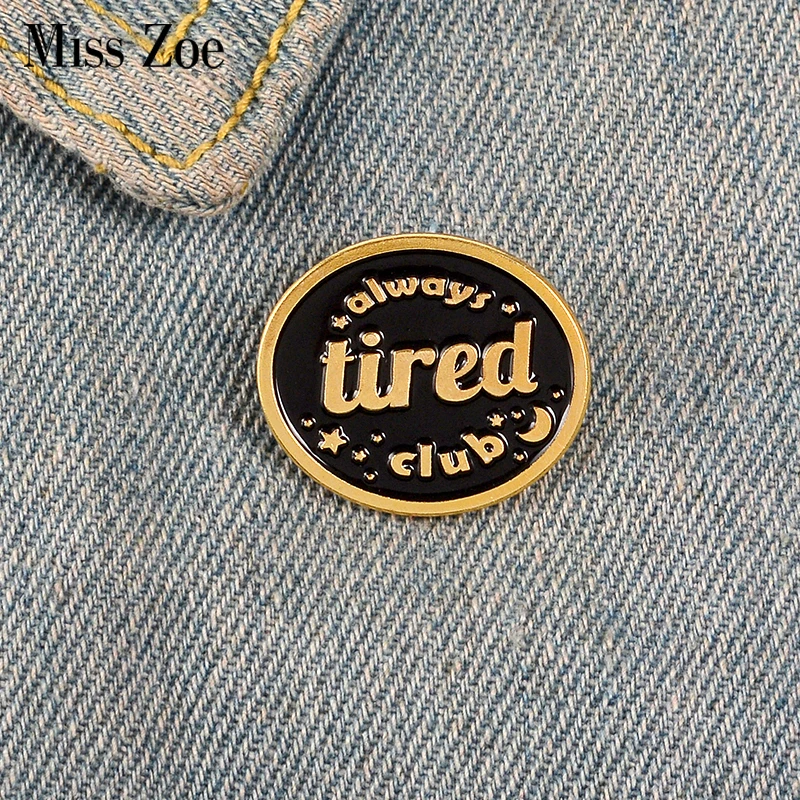 Miss Zoe
always
tired
club